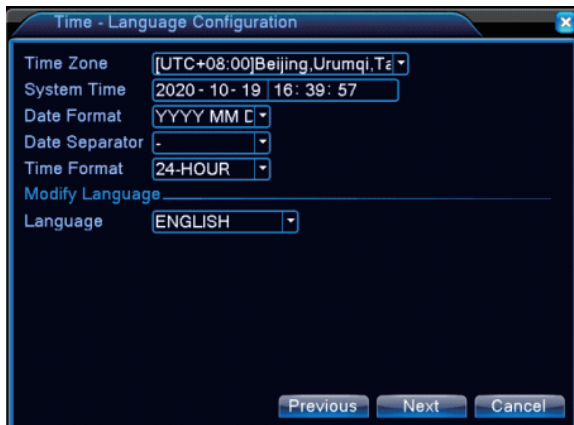 Time - Language Configuration
Time Zone [UTC+08:00]Beijing,Urumqi,Ta
System Time 2020 - 10 - 19 16: 39: 57
Date Format YYYY MM D
Date Separator -
Time Format 24-HOUR
Modify Language
Language ENGLISH
Previous Next Cancel